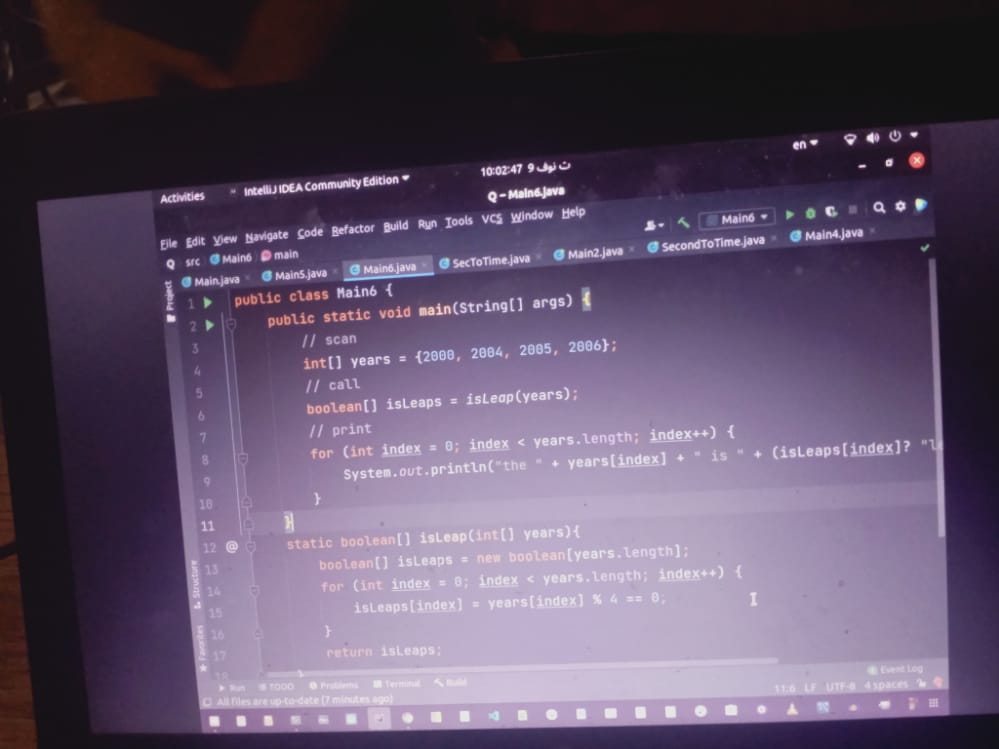 en
Activities IntelliJ IDEA Community Edition 10:02:47 9 نوف ث
Q – Main6.java
File Edit View Navigate Code Refactor Build Run Tools VCS Window Help Main6
Q src Main6 main
Main.java Main5.java Main6.java SecToTime.java Main2.java SecondToTime.java Main4.java
Project
1 public class Main6 {
2 public static void main(String[] args) {
3 // scan
4 int[] years = {2000, 2004, 2005, 2006};
5 // call
6 boolean[] isLeaps = isLeap(years);
7 // print
8 for (int index = 0; index < years.length; index++) {
9 System.out.println("the " + years[index] + " is " + (isLeaps[index]? "le
10 }
11 }
12 @ static boolean[] isLeap(int[] years){
13 boolean[] isLeaps = new boolean[years.length];
14 for (int index = 0; index < years.length; index++) {
15 isLeaps[index] = years[index] % 4 == 0;
16 }
17 return isLeaps;
18 }
Structure
Favorites
Run TODO Problems Terminal Build Event Log
All files are up-to-date (7 minutes ago) 11:6 LF UTF-8 4 spaces